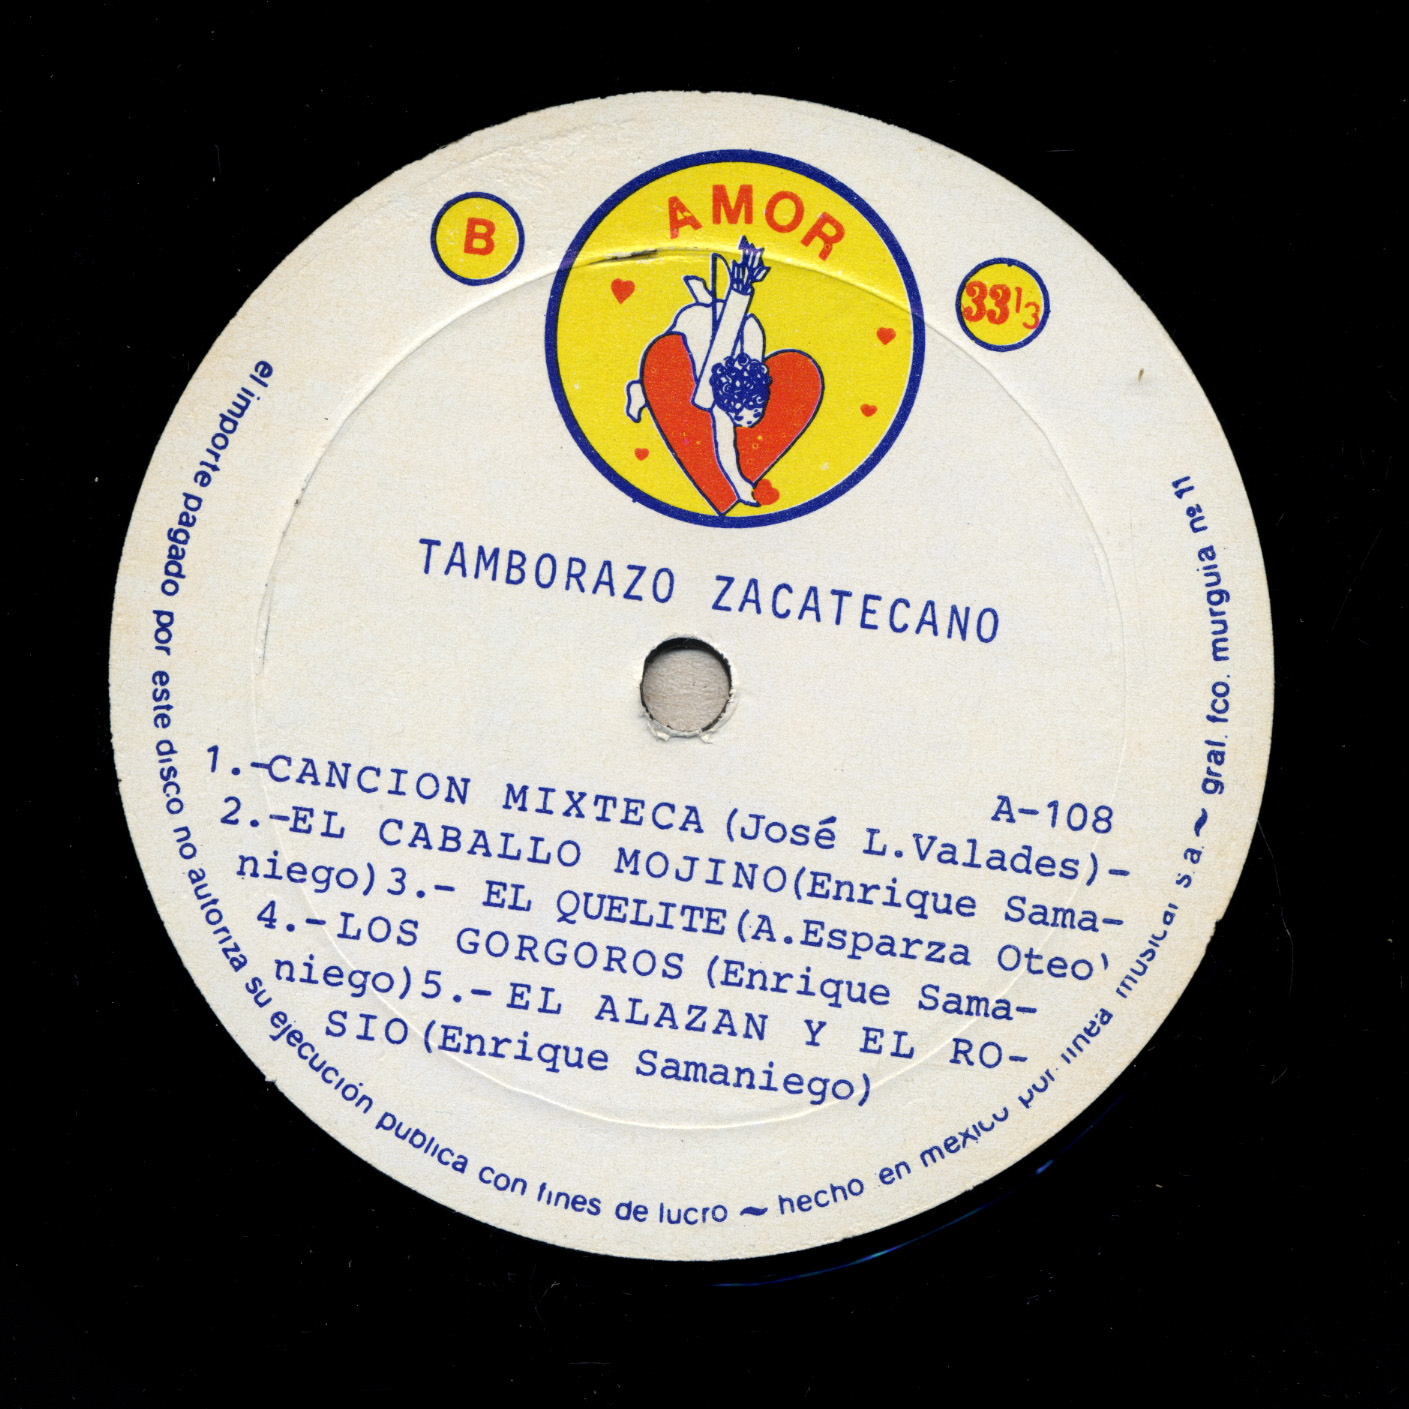 AMOR
B
33 1/3
TAMBORAZO ZACATECANO
A-108
1.-CANCION MIXTECA (José L.Valades)-
2.-EL CABALLO MOJINO(Enrique Sama-
niego)3.- EL QUELITE(A.Esparza Oteo'
4.-LOS GORGOROS (Enrique Sama-
niego)5.-EL ALAZAN Y EL RO-
SIO(Enrique Samaniego)
el importe pagado por este disco no autoriza su ejecución publica con fines de lucro ~ hecho en mexico por linea musical s.a. ~ gral. fco. murguia nº 11